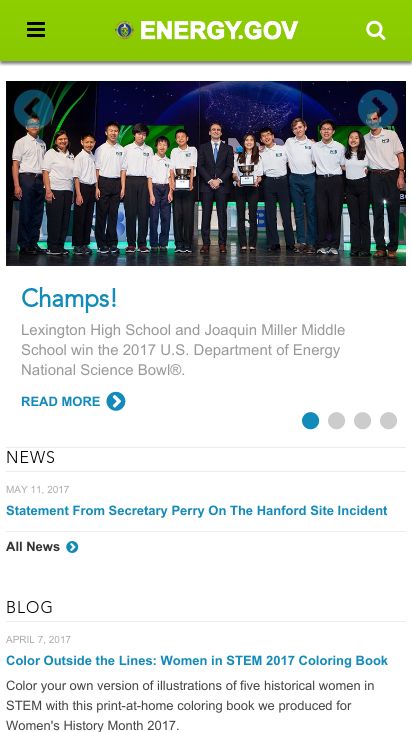 ENERGY.GOV
Champs!
Lexington High School and Joaquin Miller Middle
School win the 2017 U.S. Department of Energy
National Science Bowl®.
READ MORE
NEWS
MAY 11, 2017
Statement From Secretary Perry On The Hanford Site Incident
All News
BLOG
APRIL 7, 2017
Color Outside the Lines: Women in STEM 2017 Coloring Book
Color your own version of illustrations of five historical women in
STEM with this print-at-home coloring book we produced for
Women's History Month 2017.